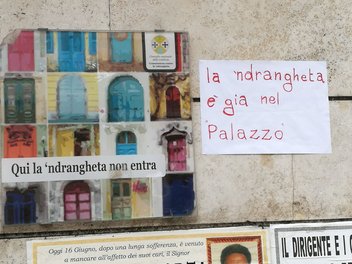 la 'ndrangheta
è già nel
Palazzo
Qui la 'ndrangheta non entra
Oggi 16 Giugno, dopo una lunga sofferenza, è venuto
a mancare all'affetto dei suoi cari, il Signor
IL DIRIGENTE E I